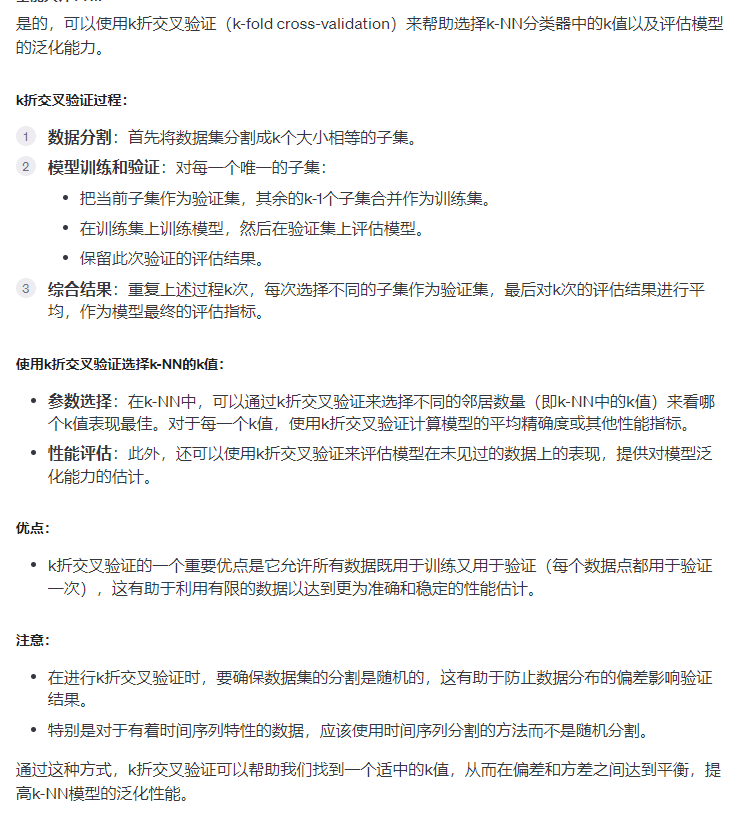 是的，可以使用k折交叉验证（k-fold cross-validation）来帮助选择k-NN分类器中的k值以及评估模型
的泛化能力。
k折交叉验证过程：
1 数据分割：首先将数据集分割成k个大小相等的子集。
2 模型训练和验证：对每一个唯一的子集：
• 把当前子集作为验证集，其余的k-1个子集合并作为训练集。
• 在训练集上训练模型，然后在验证集上评估模型。
• 保留此次验证的评估结果。
3 综合结果：重复上述过程k次，每次选择不同的子集作为验证集，最后对k次的评估结果进行平
均，作为模型最终的评估指标。
使用k折交叉验证选择k-NN的k值：
• 参数选择：在k-NN中，可以通过k折交叉验证来选择不同的邻居数量（即k-NN中的k值）来看哪
个k值表现最佳。对于每一个k值，使用k折交叉验证计算模型的平均精确度或其他性能指标。
• 性能评估：此外，还可以使用k折交叉验证来评估模型在未见过的数据上的表现，提供对模型泛
化能力的估计。
优点：
• k折交叉验证的一个重要优点是它允许所有数据既用于训练又用于验证（每个数据点都用于验证
一次），这有助于利用有限的数据以达到更为准确和稳定的性能估计。
注意：
• 在进行k折交叉验证时，要确保数据集的分割是随机的，这有助于防止数据分布的偏差影响验证
结果。
• 特别是对于有着时间序列特性的数据，应该使用时间序列分割的方法而不是随机分割。
通过这种方式，k折交叉验证可以帮助我们找到一个适中的k值，从而在偏差和方差之间达到平衡，提
高k-NN模型的泛化性能。